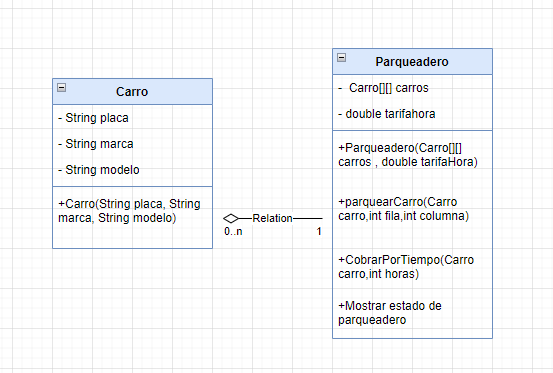 Carro
- String placa
- String marca
- String modelo
+Carro(String placa, String
marca, String modelo)
Relation
0..n
1
Parqueadero
- Carro[][] carros
- double tarifahora
+Parqueadero(Carro[][]
carros , double tarifaHora)
+parquearCarro(Carro
carro,int fila,int columna)
+CobrarPorTiempo(Carro
carro,int horas)
+Mostrar estado de
parqueadero